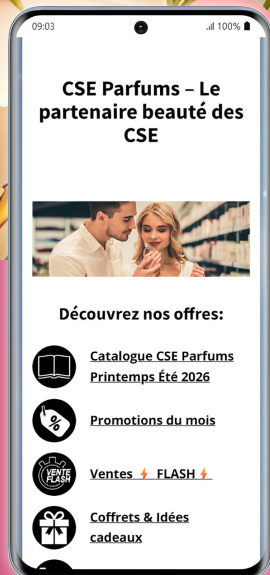 09:03
100%
CSE Parfums – Le
partenaire beauté des
CSE
Découvrez nos offres:
Catalogue CSE Parfums
Printemps Été 2026
%
Promotions du mois
VENTE
FLASH
Ventes ⚡ FLASH ⚡
Coffrets & Idées
cadeaux